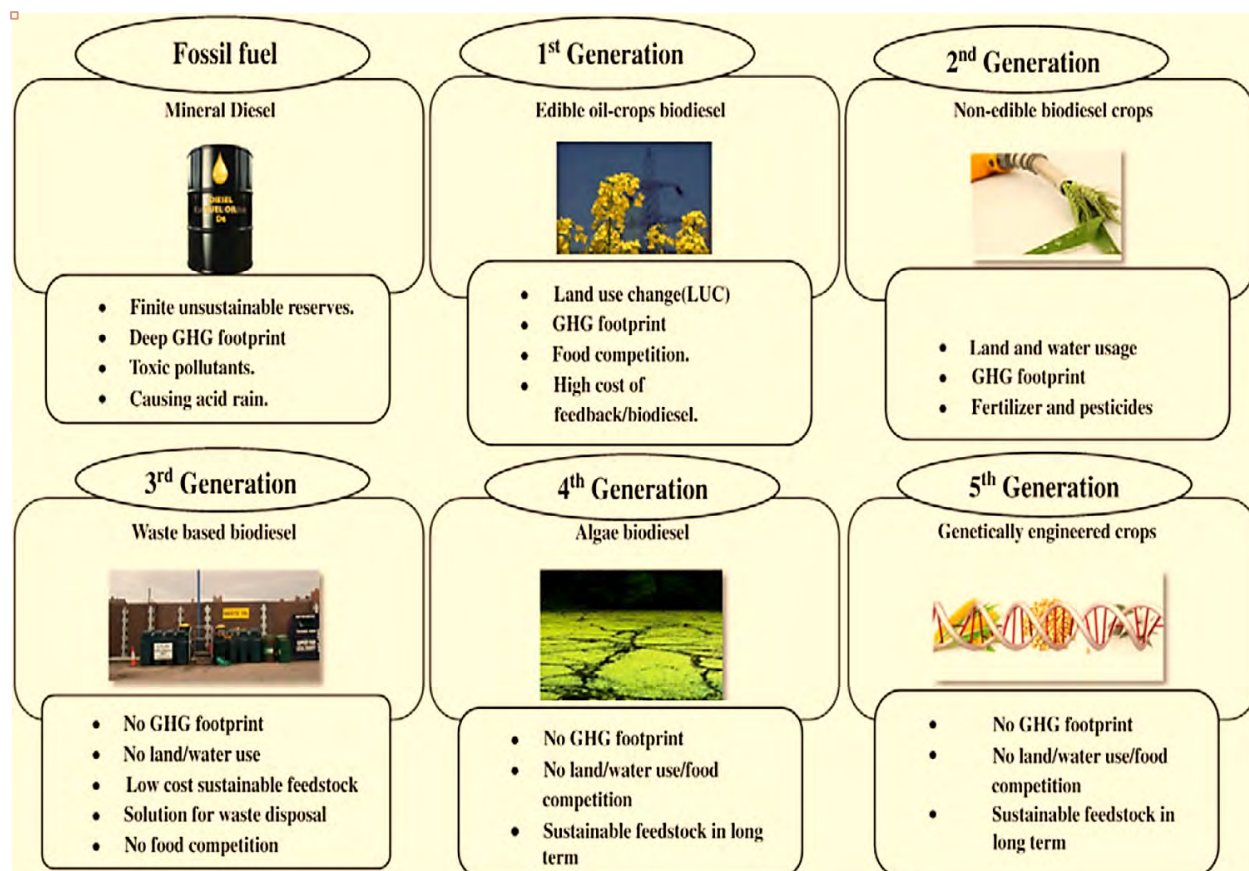 Fossil fuel
Mineral Diesel
DIESEL
FUEL OIL
• Finite unsustainable reserves.
• Deep GHG footprint
• Toxic pollutants.
• Causing acid rain.
1st Generation
Edible oil-crops biodiesel
• Land use change(LUC)
• GHG footprint
• Food competition.
• High cost of
feedback/biodiesel.
2nd Generation
Non-edible biodiesel crops
• Land and water usage
• GHG footprint
• Fertilizer and pesticides
3rd Generation
Waste based biodiesel
WASTE OIL
• No GHG footprint
• No land/water use
• Low cost sustainable feedstock
• Solution for waste disposal
• No food competition
4th Generation
Algae biodiesel
• No GHG footprint
• No land/water use/food
competition
• Sustainable feedstock in long
term
5th Generation
Genetically engineered crops
• No GHG footprint
• No land/water use/food
competition
• Sustainable feedstock in
long term